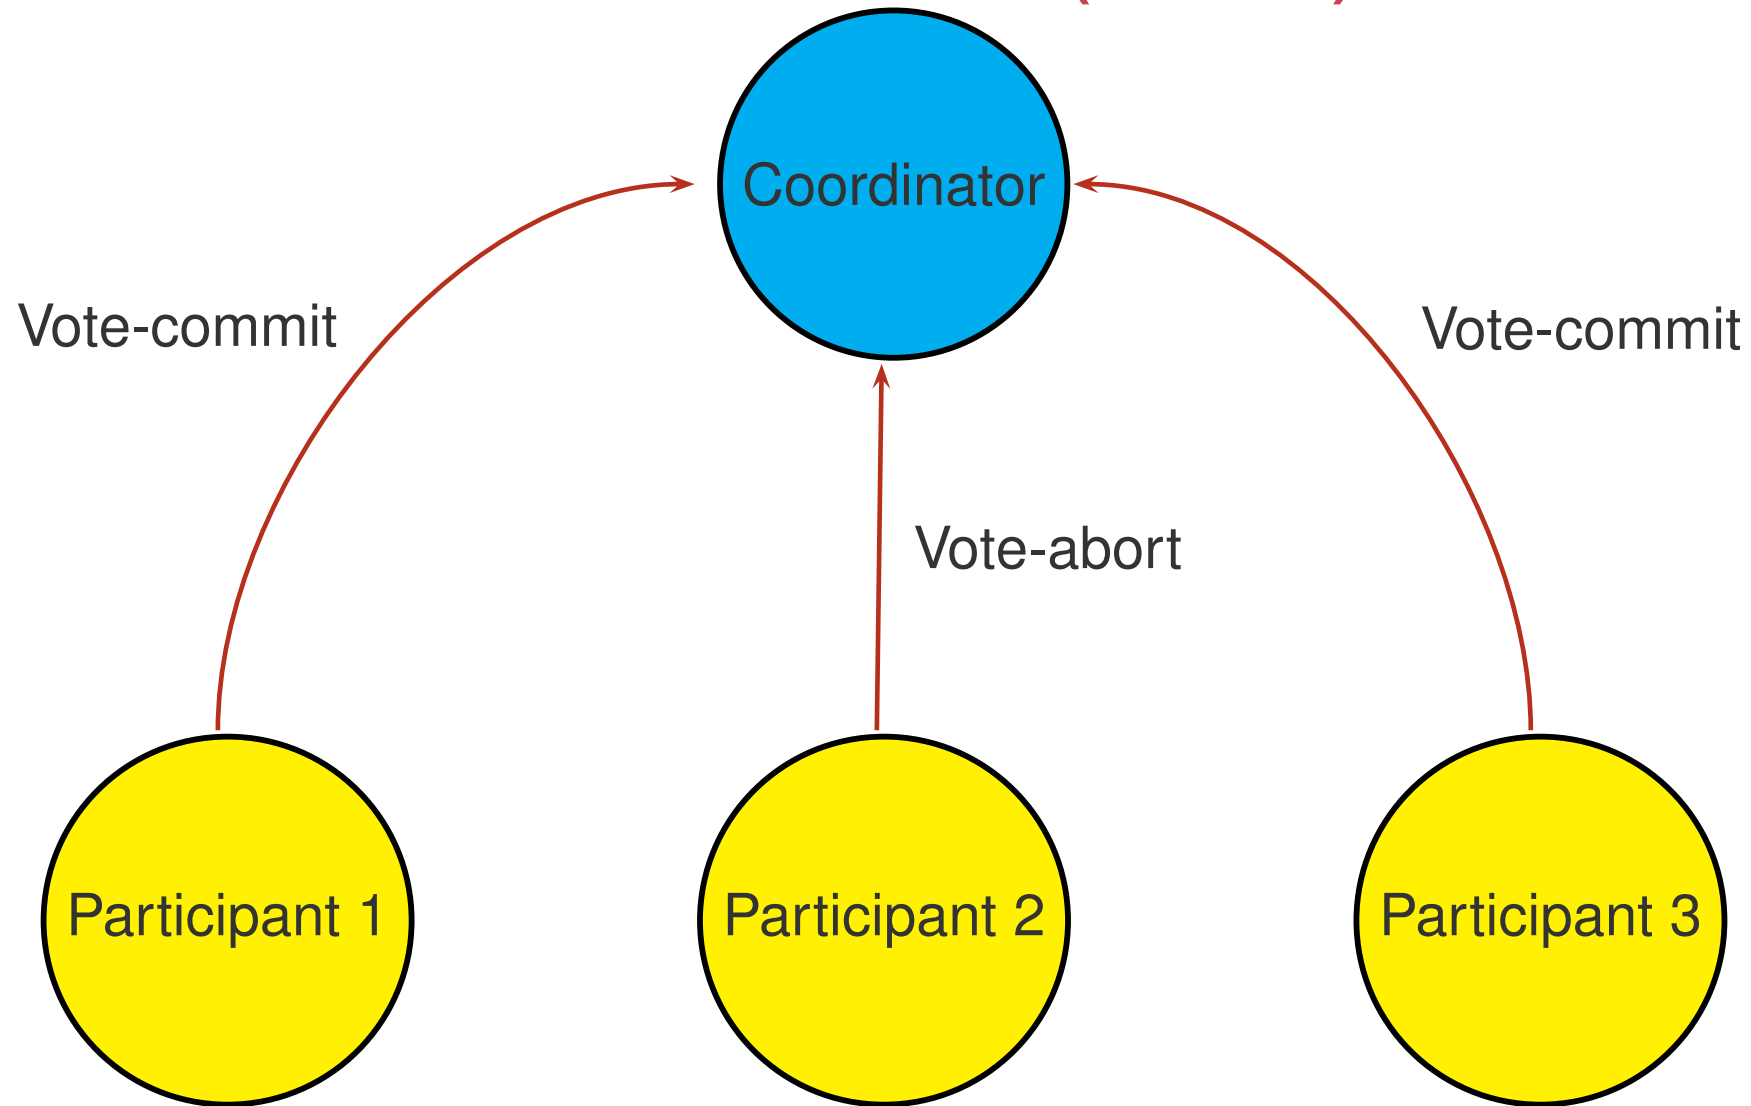 Coordinator
Vote-commit
Vote-commit
Vote-abort
Participant 1
Participant 2
Participant 3